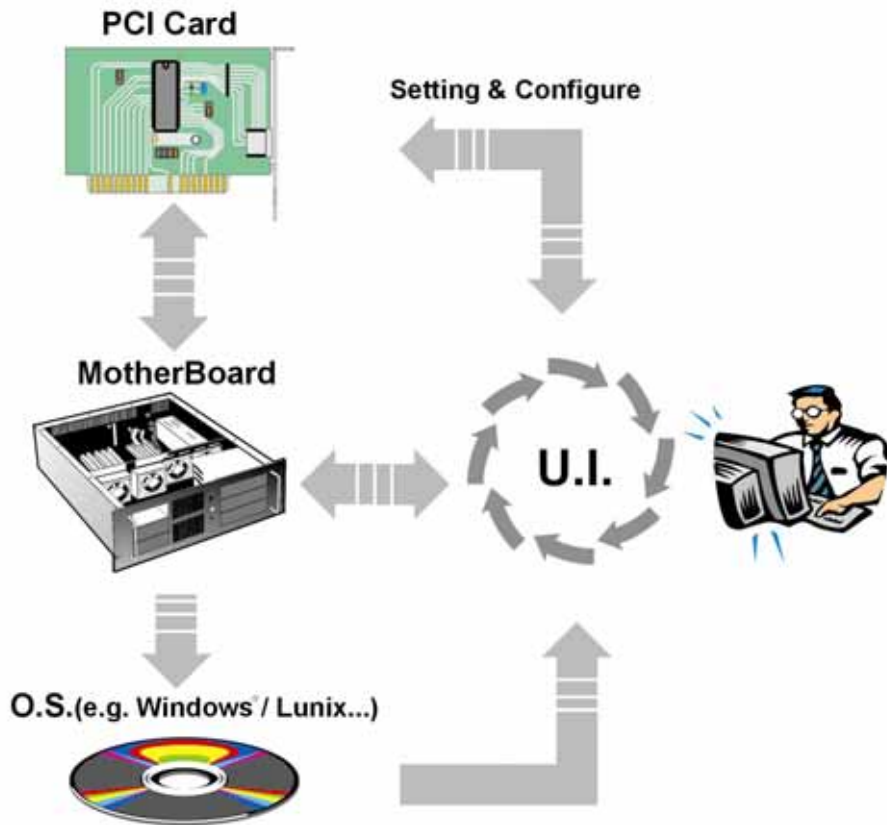 PCI Card
Setting & Configure
MotherBoard
U.I.
O.S.(e.g. Windows®/ Lunix...)